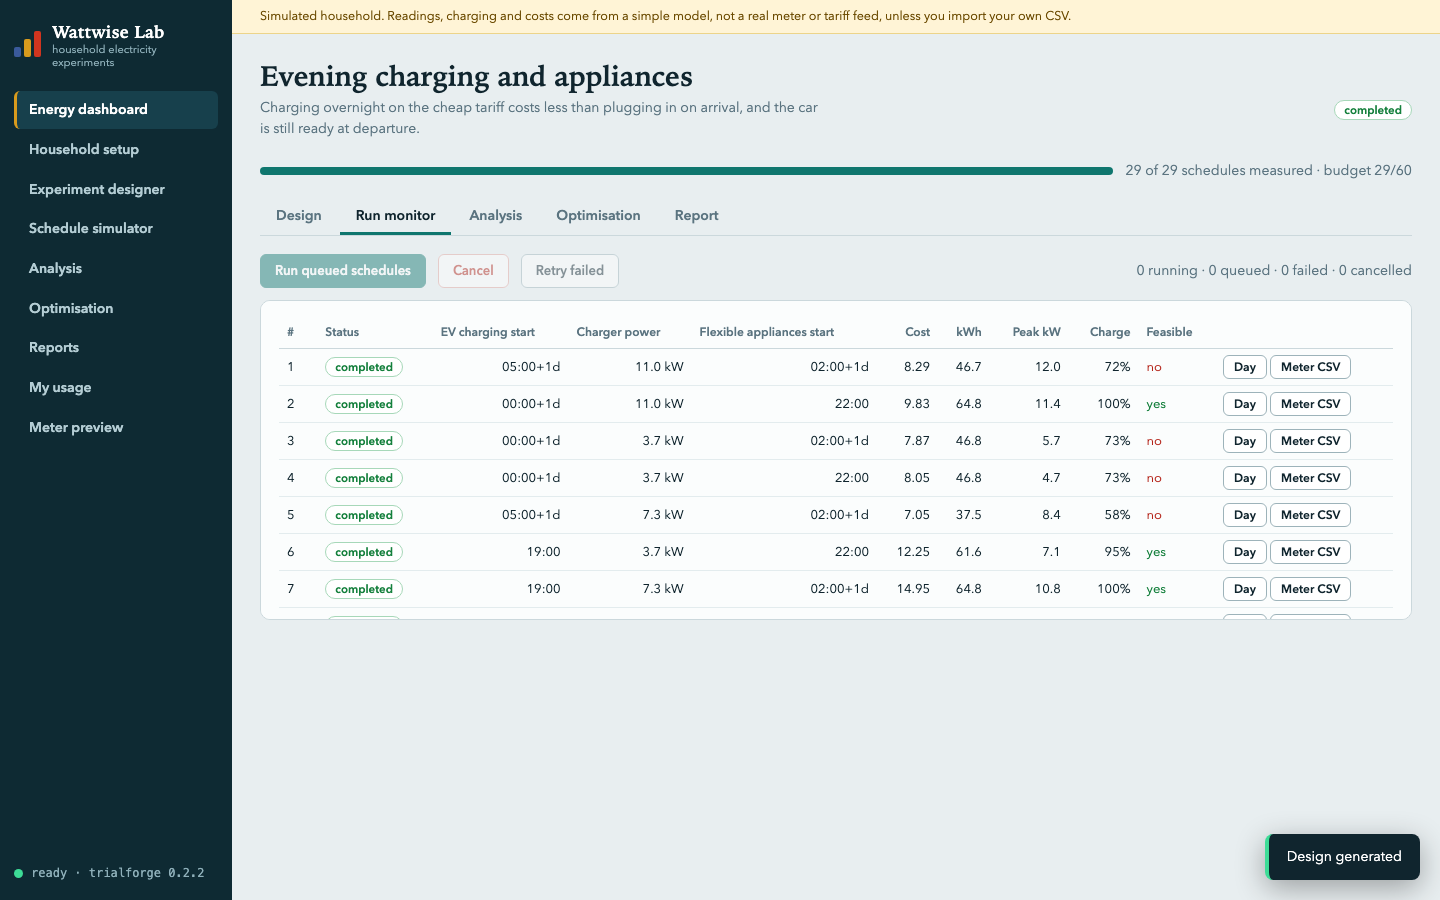 Simulated household. Readings, charging and costs come from a simple model, not a real meter or tariff feed, unless you import your own CSV.
Wattwise Lab
household electricity
experiments
Energy dashboard
Household setup
Experiment designer
Schedule simulator
Analysis
Optimisation
Reports
My usage
Meter preview
ready · trialforge 0.2.2
Evening charging and appliances
Charging overnight on the cheap tariff costs less than plugging in on arrival, and the car
is still ready at departure.
completed
29 of 29 schedules measured · budget 29/60
Design Run monitor Analysis Optimisation Report
Run queued schedules Cancel Retry failed 0 running · 0 queued · 0 failed · 0 cancelled
# Status EV charging start Charger power Flexible appliances start Cost kWh Peak kW Charge Feasible
1 completed 05:00+1d 11.0 kW 02:00+1d 8.29 46.7 12.0 72% no Day Meter CSV
2 completed 00:00+1d 11.0 kW 22:00 9.83 64.8 11.4 100% yes Day Meter CSV
3 completed 00:00+1d 3.7 kW 02:00+1d 7.87 46.8 5.7 73% no Day Meter CSV
4 completed 00:00+1d 3.7 kW 22:00 8.05 46.8 4.7 73% no Day Meter CSV
5 completed 05:00+1d 7.3 kW 02:00+1d 7.05 37.5 8.4 58% no Day Meter CSV
6 completed 19:00 3.7 kW 22:00 12.25 61.6 7.1 95% yes Day Meter CSV
7 completed 19:00 7.3 kW 02:00+1d 14.95 64.8 10.8 100% yes Day Meter CSV
Design generated